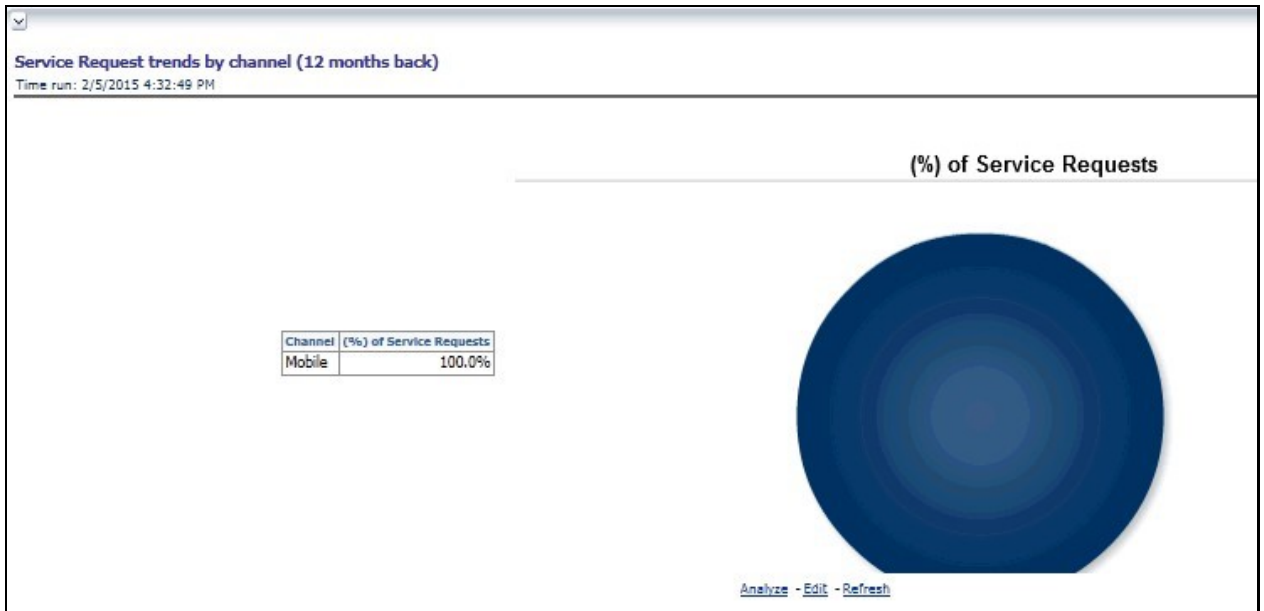 Service Request trends by channel (12 months back)
Time run: 2/5/2015 4:32:49 PM
(%) of Service Requests
Channel (%) of Service Requests
Mobile 100.0%
Analyze - Edit - Refresh